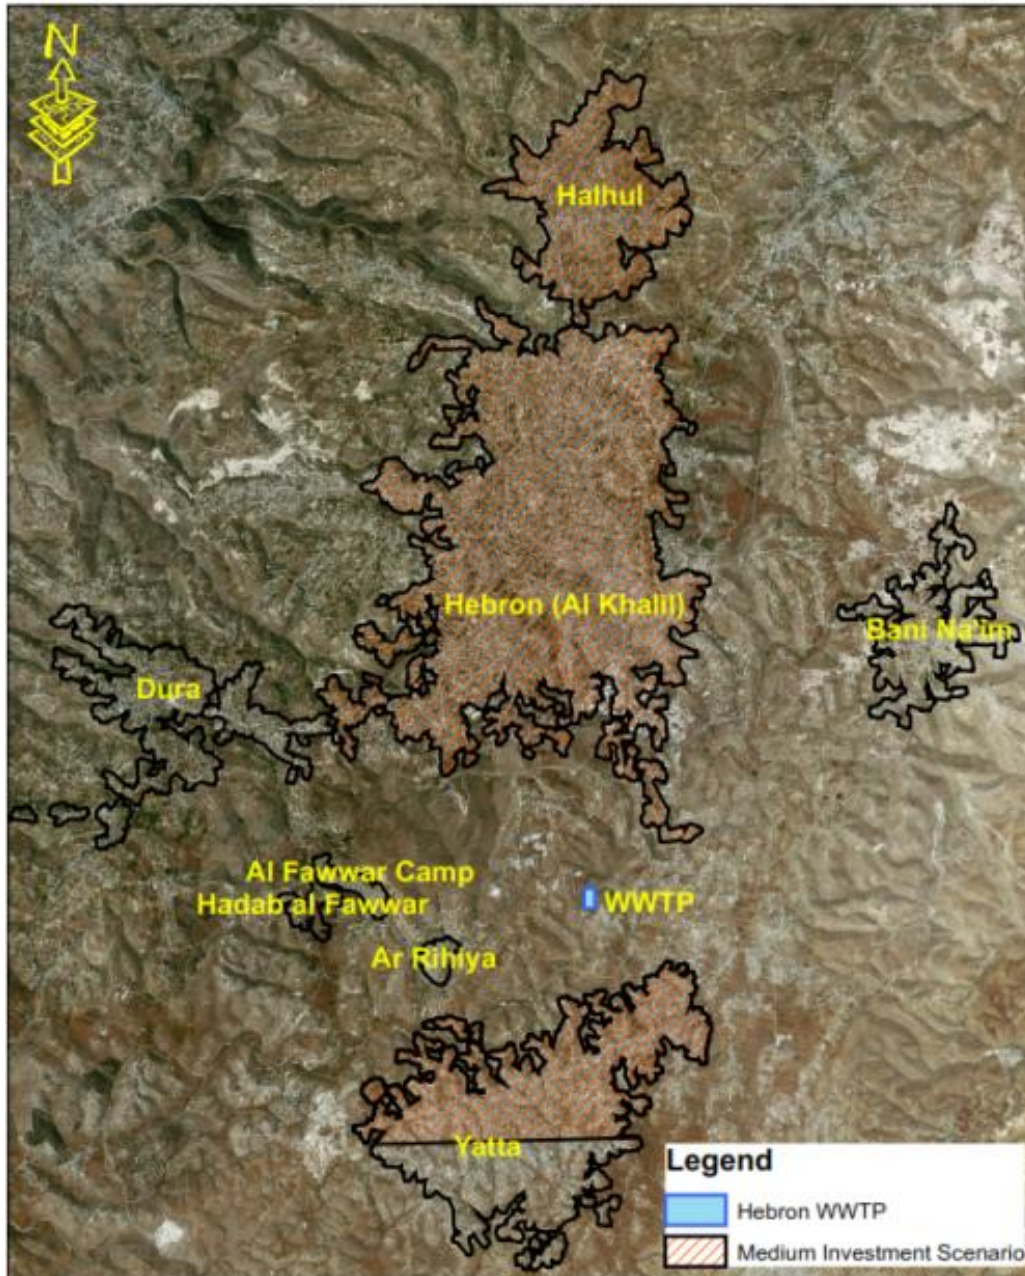 N
Halhul
Hebron (Al Khalil)
Bani Na'im
Dura
Al Fawwar Camp
Hadab al Fawwar
WWTP
Ar Rihiya
Yatta
Legend
Hebron WWTP
Medium Investment Scenario